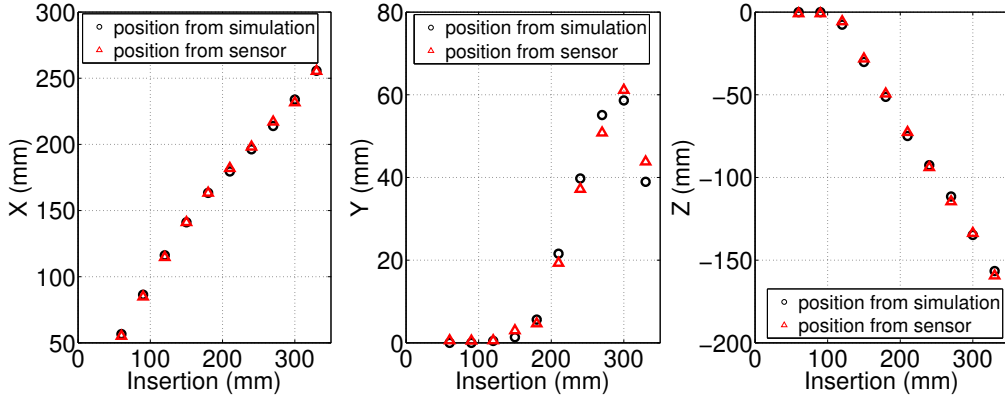 300
250
200
150
100
50
0
100
200
300
X (mm)
Insertion (mm)
position from simulation
position from sensor
80
60
40
20
0
0
100
200
300
Y (mm)
Insertion (mm)
position from simulation
position from sensor
0
−50
−100
−150
−200
0
100
200
300
Z (mm)
Insertion (mm)
position from simulation
position from sensor